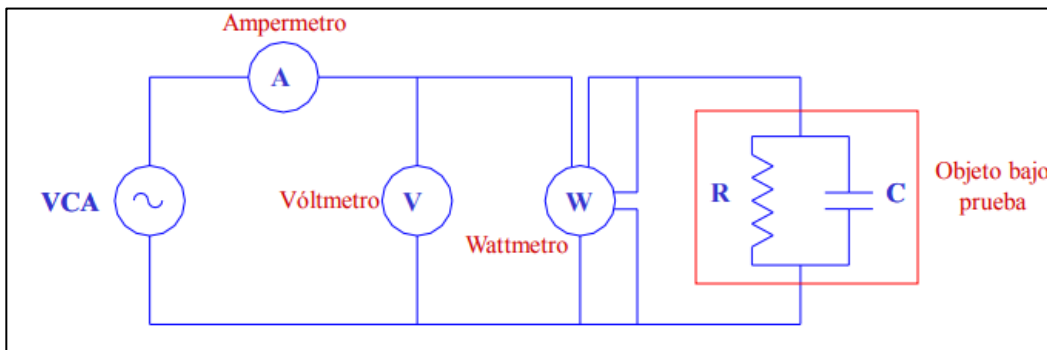 Ampermetro
A
VCA
Vóltmetro
V
W
Wattmetro
R
C
Objeto bajo
prueba